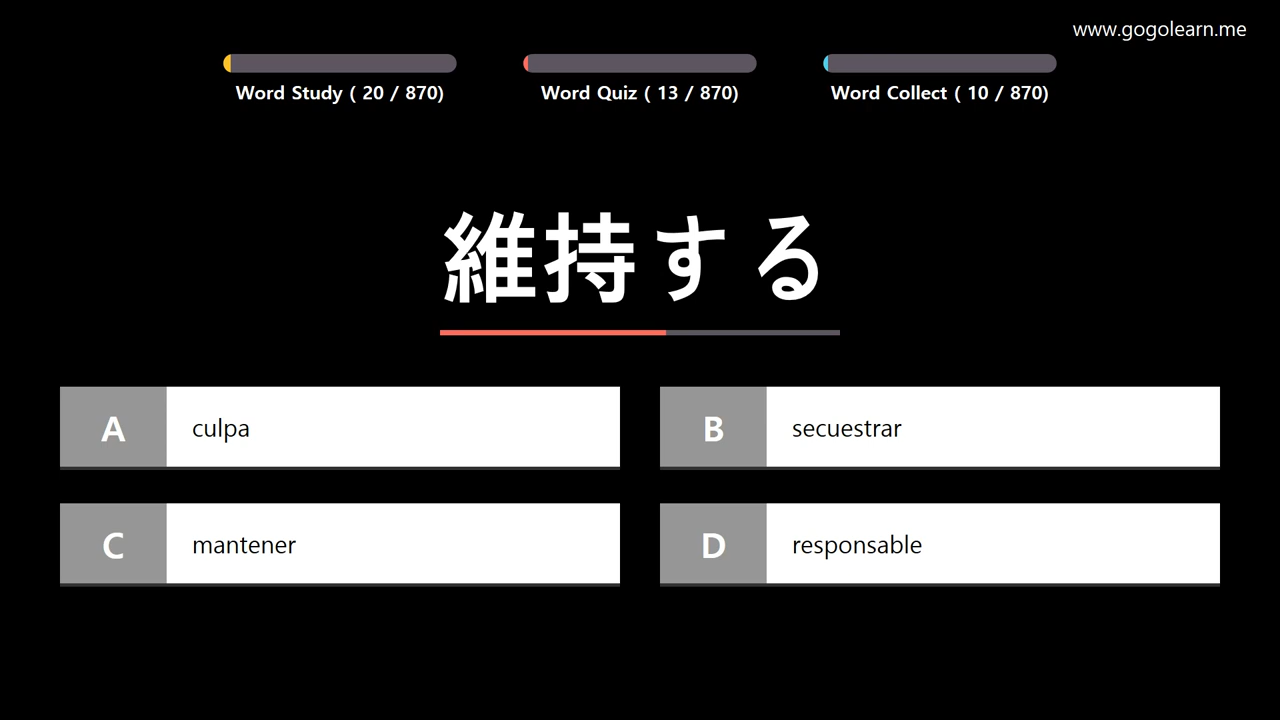 www.gogolearn.me
Word Study ( 20 / 870)
Word Quiz ( 13 / 870)
Word Collect ( 10 / 870)
維持する
A culpa
B secuestrar
C mantener
D responsable